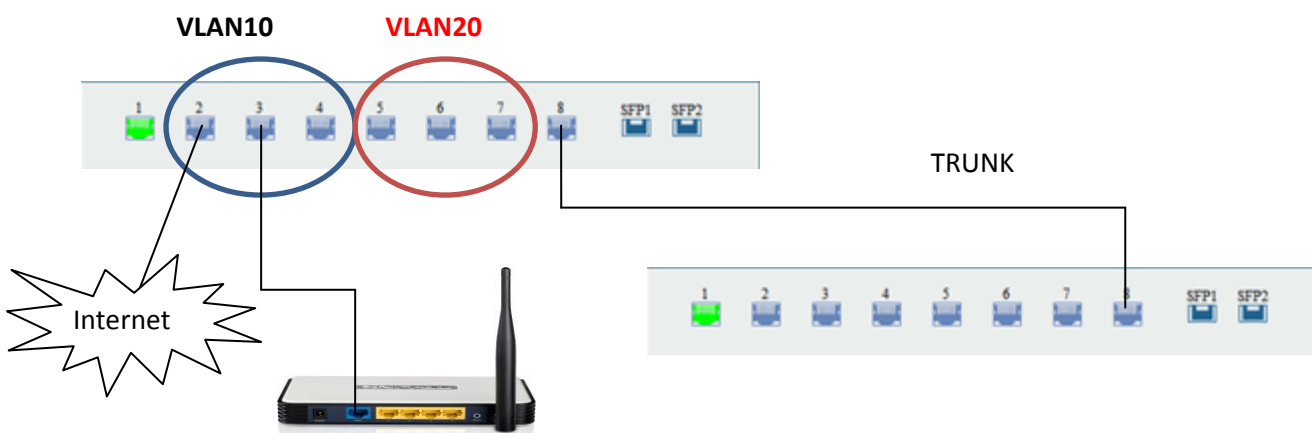 VLAN10 VLAN20
1 2 3 4 5 6 7 8 SFP1 SFP2
TRUNK
1 2 3 4 5 6 7 8 SFP1 SFP2
Internet